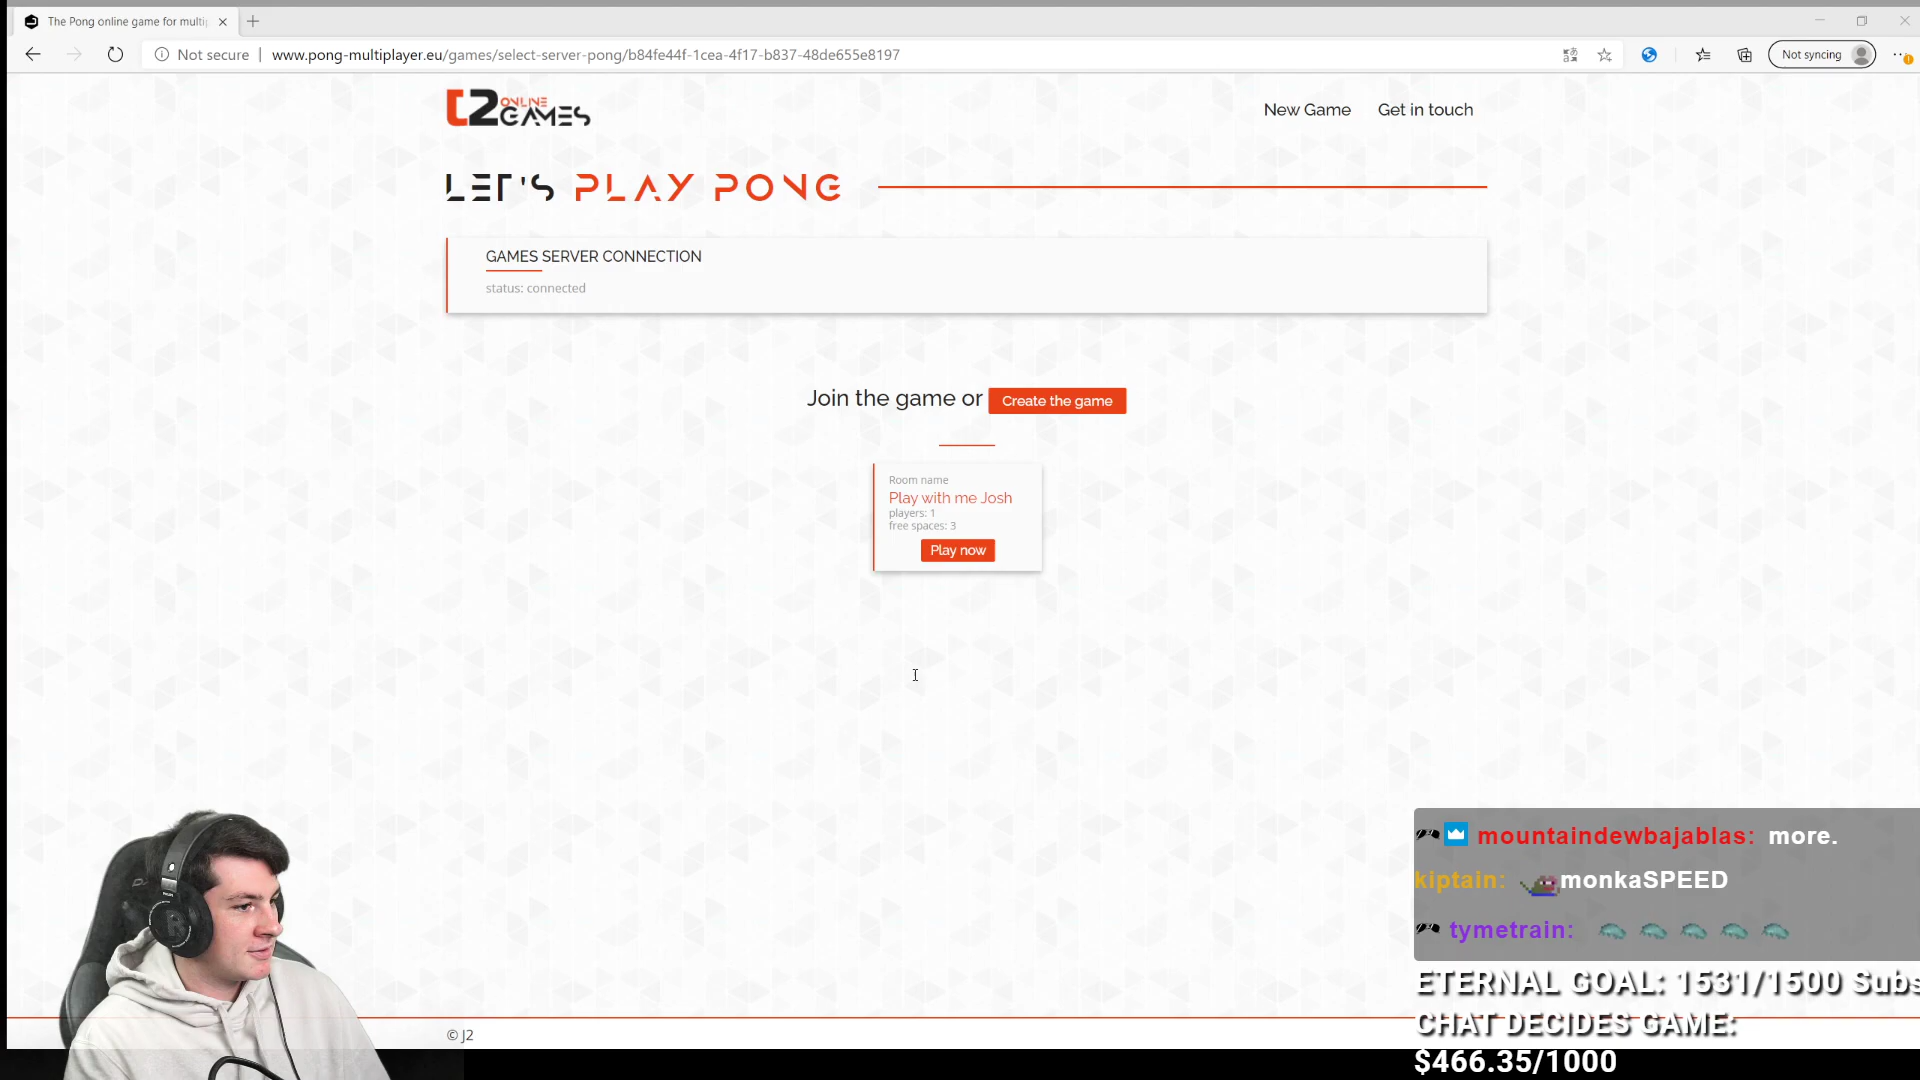 The Pong online game for multip
Not secure
www.pong-multiplayer.eu/games/select-server-pong/b84fe44f-1cea-4f17-b837-48de655e8197
Not syncing
J2 ONLINE GAMES
New Game
Get in touch
LET'S PLAY PONG
GAMES SERVER CONNECTION
status: connected
Join the game or Create the game
Room name
Play with me Josh
players: 1
free spaces: 3
Play now
mountaindewbajablas: more.
kiptain: monkaSPEED
tymetrain:
ETERNAL GOAL: 1531/1500 Subs
CHAT DECIDES GAME:
$466.35/1000
© J2